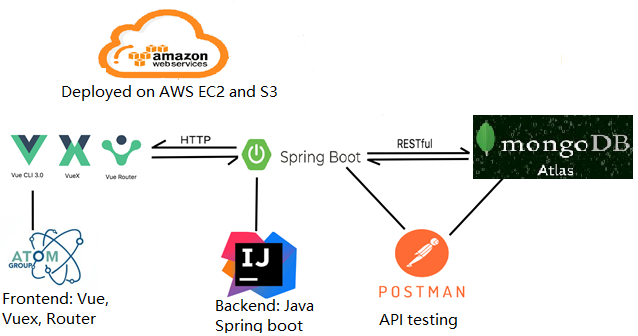 amazon
webservices
Deployed on AWS EC2 and S3
HTTP
RESTful
Spring Boot
mongoDB
Atlas
Vue CLI 3.0
VueX
Vue Router
ATOM
GROUP
IJ
POSTMAN
Frontend: Vue,
Vuex, Router
Backend: Java
Spring boot
API testing